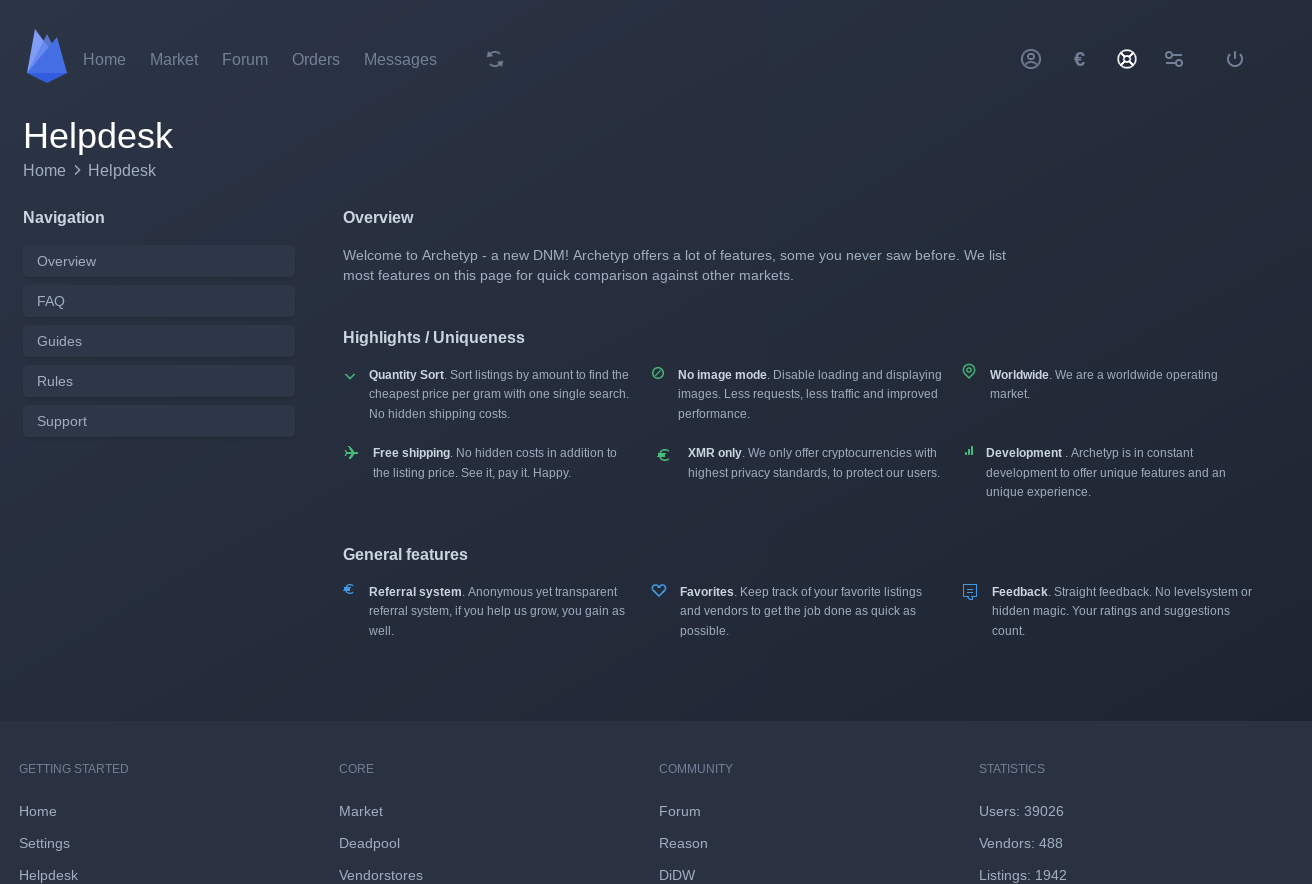 Home Market Forum Orders Messages €
Helpdesk
Home > Helpdesk
Navigation
Overview
FAQ
Guides
Rules
Support
Overview
Welcome to Archetyp - a new DNM! Archetyp offers a lot of features, some you never saw before. We list
most features on this page for quick comparison against other markets.
Highlights / Uniqueness
Quantity Sort. Sort listings by amount to find the
cheapest price per gram with one single search.
No hidden shipping costs.
No image mode. Disable loading and displaying
images. Less requests, less traffic and improved
performance.
Worldwide. We are a worldwide operating
market.
Free shipping. No hidden costs in addition to
the listing price. See it, pay it. Happy.
XMR only. We only offer cryptocurrencies with
highest privacy standards, to protect our users.
Development . Archetyp is in constant
development to offer unique features and an
unique experience.
General features
Referral system. Anonymous yet transparent
referral system, if you help us grow, you gain as
well.
Favorites. Keep track of your favorite listings
and vendors to get the job done as quick as
possible.
Feedback. Straight feedback. No levelsystem or
hidden magic. Your ratings and suggestions
count.
GETTING STARTED
Home
Settings
Helpdesk
CORE
Market
Deadpool
Vendorstores
COMMUNITY
Forum
Reason
DiDW
STATISTICS
Users: 39026
Vendors: 488
Listings: 1942